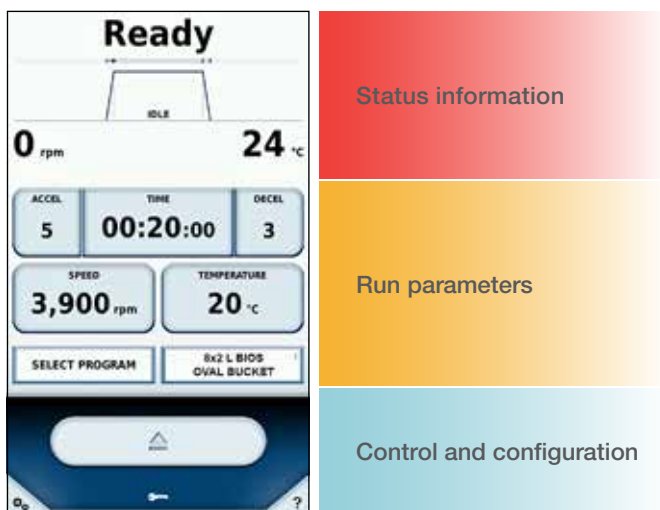 Ready
IDLE
0 rpm
24 °C
ACCEL
5
TIME
00:20:00
DECEL
3
SPEED
3,900 rpm
TEMPERATURE
20 °C
SELECT PROGRAM
8x2 L BIOS
OVAL BUCKET
?
Status information
Run parameters
Control and configuration